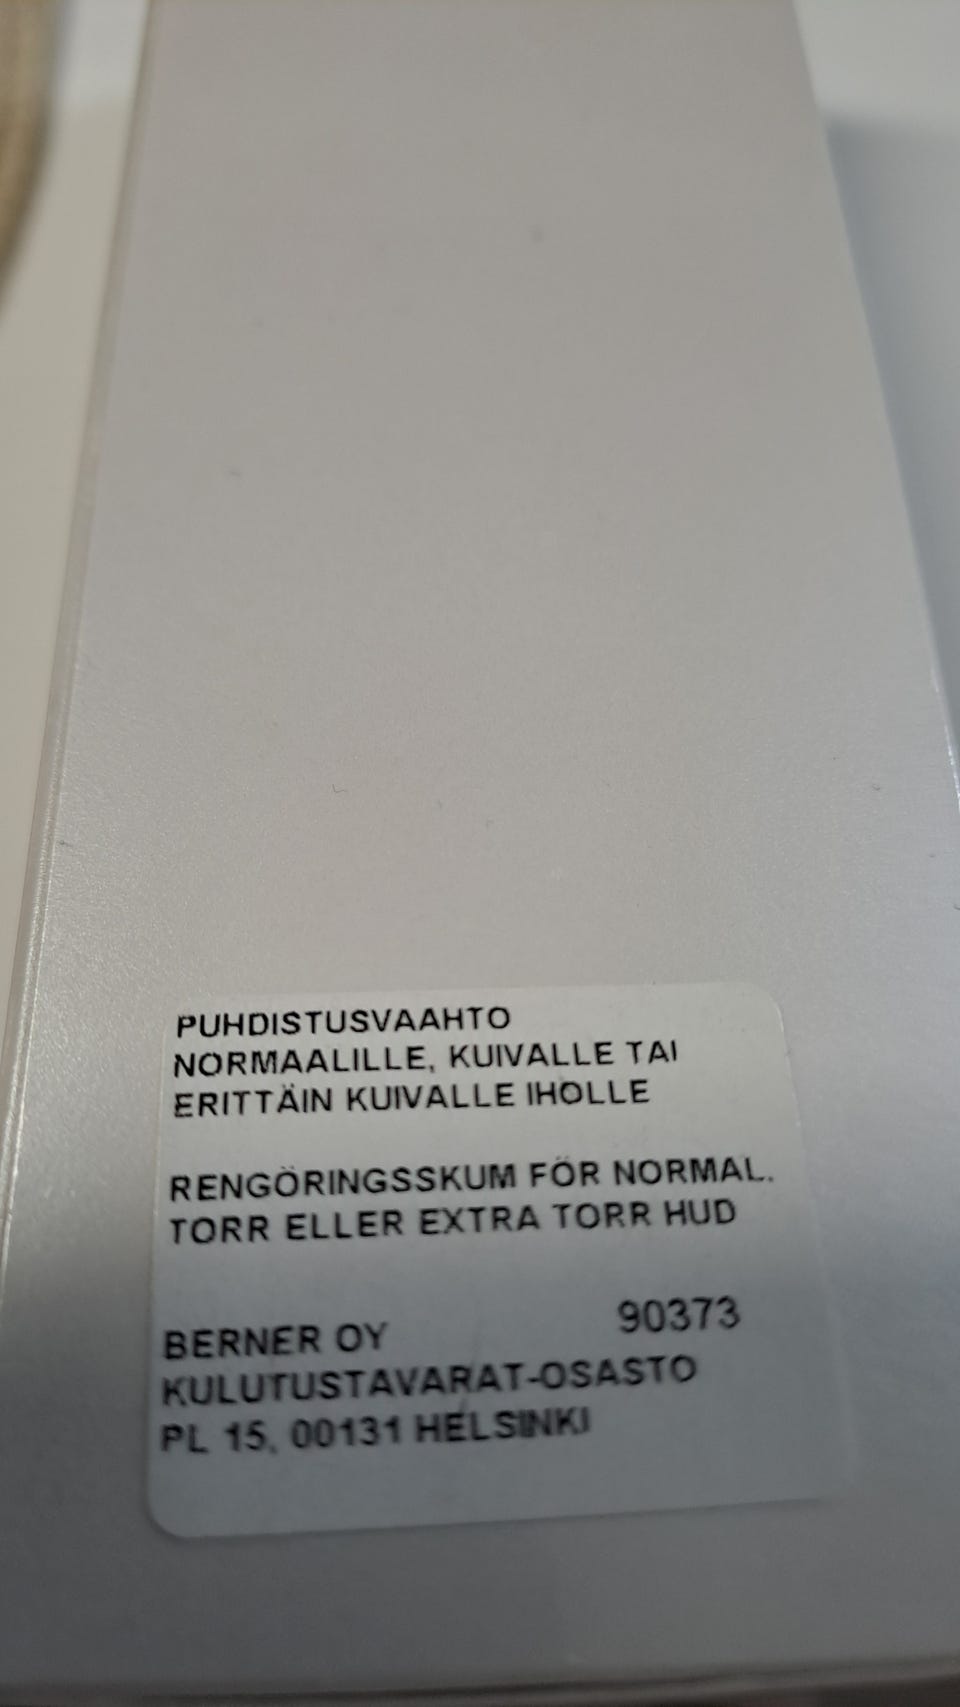 PUHDISTUSVAAHTO
NORMAALILLE, KUIVALLE TAI
ERITTÄIN KUIVALLE IHOLLE
RENGÖRINGSSKUM FÖR NORMAL.
TORR ELLER EXTRA TORR HUD
BERNER OY 90373
KULUTUSTAVARAT-OSASTO
PL 15, 00131 HELSINKI